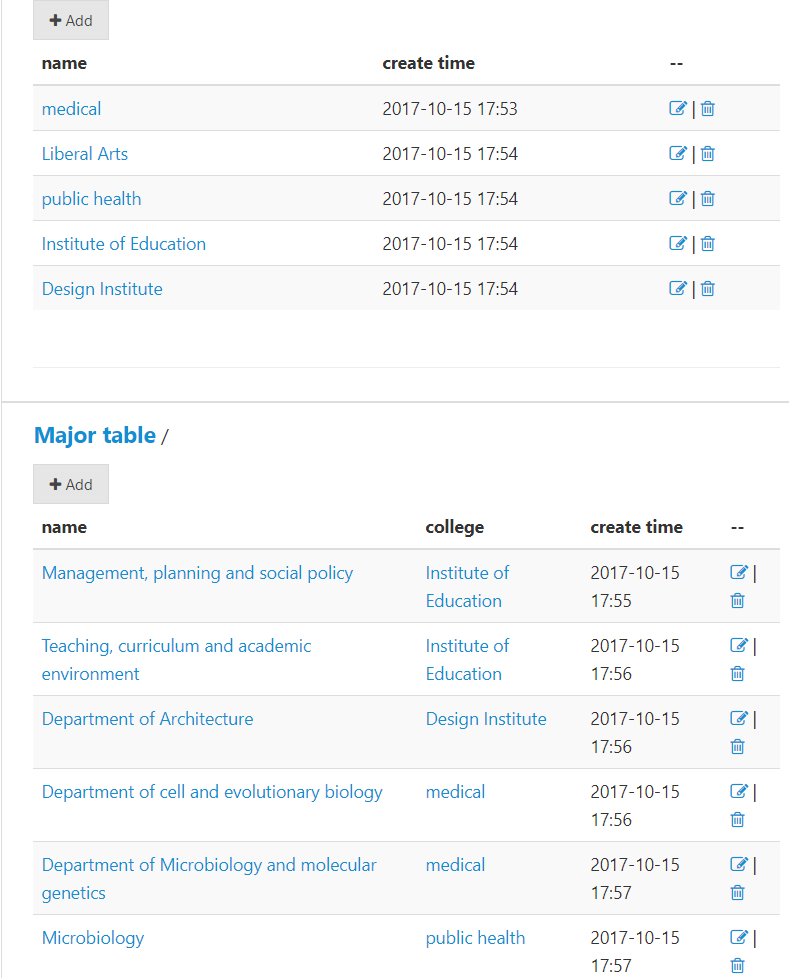 Add
name create time --
medical 2017-10-15 17:53 |
Liberal Arts 2017-10-15 17:54 |
public health 2017-10-15 17:54 |
Institute of Education 2017-10-15 17:54 |
Design Institute 2017-10-15 17:54 |
Major table /
Add
name college create time --
Management, planning and social policy Institute of 2017-10-15 |
Education 17:55
Teaching, curriculum and academic Institute of 2017-10-15 |
environment Education 17:56
Department of Architecture Design Institute 2017-10-15 |
17:56
Department of cell and evolutionary biology medical 2017-10-15 |
17:56
Department of Microbiology and molecular medical 2017-10-15 |
genetics 17:57
Microbiology public health 2017-10-15 |
17:57